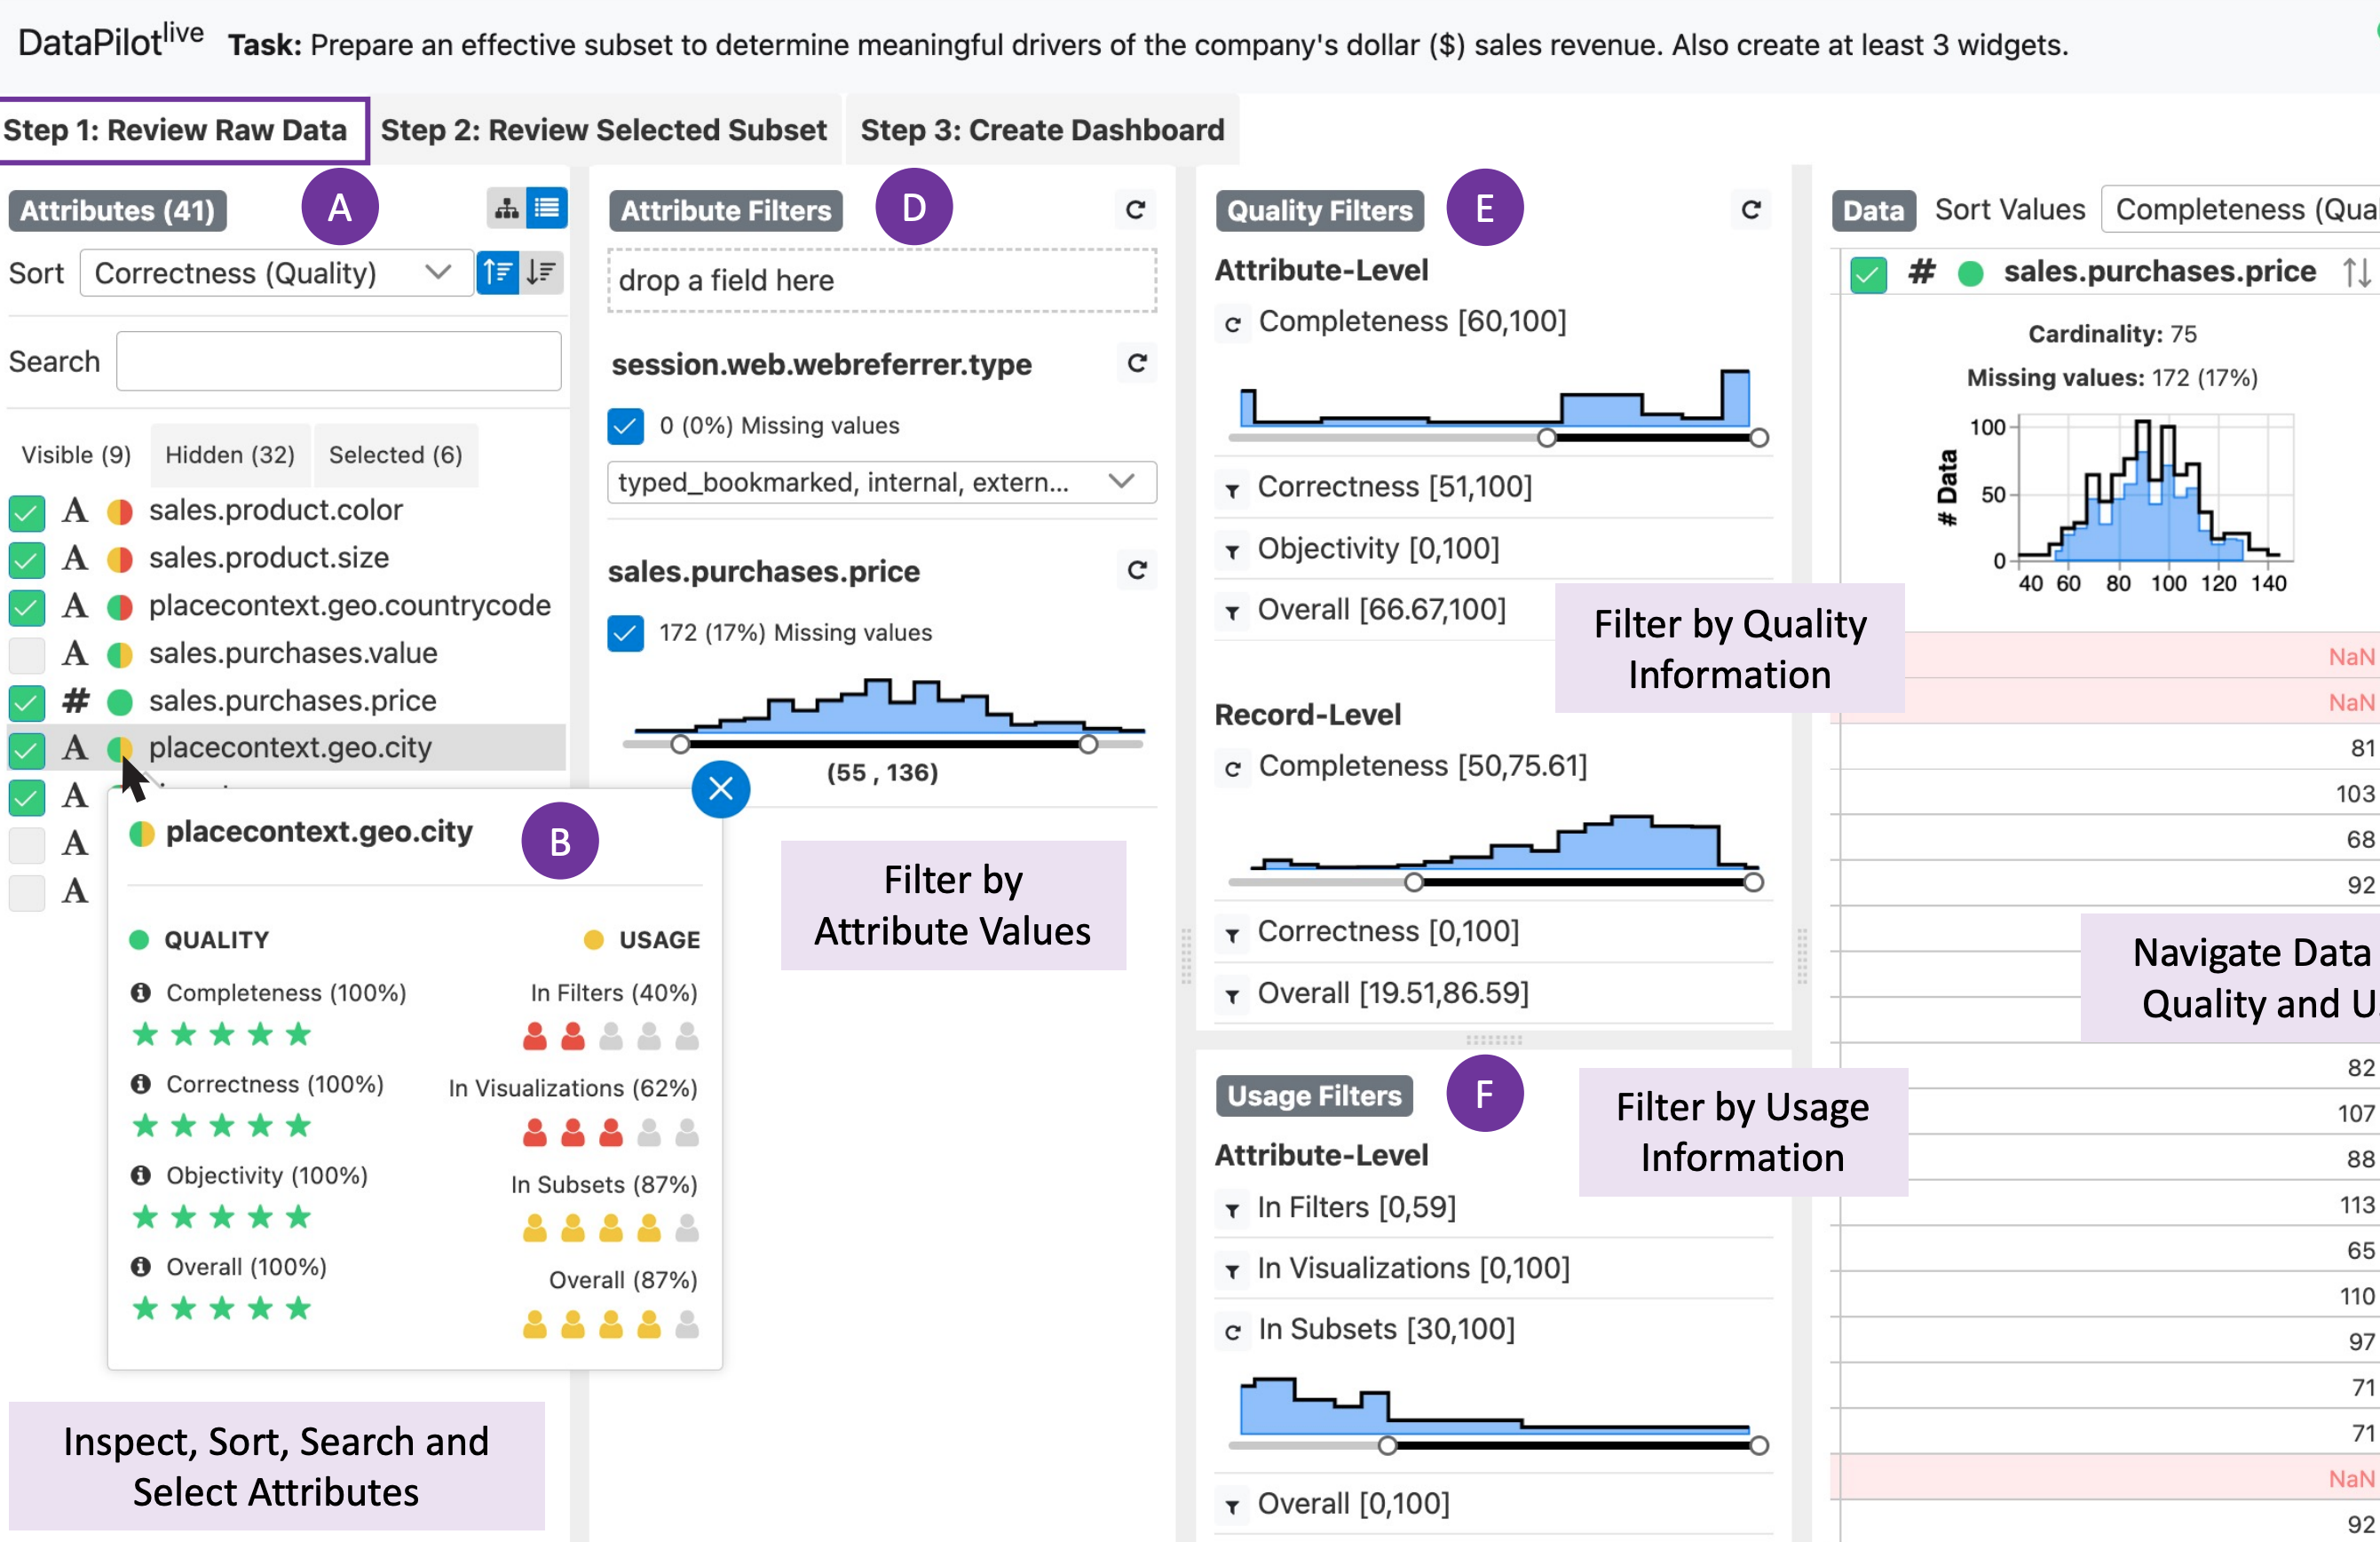 DataPilotlive Task: Prepare an effective subset to determine meaningful drivers of the company's dollar ($) sales revenue. Also create at least 3 widgets.
Step 1: Review Raw Data Step 2: Review Selected Subset Step 3: Create Dashboard
Attributes (41) A
Sort Correctness (Quality)
Search
Visible (9) Hidden (32) Selected (6)
A sales.product.color
A sales.product.size
A placecontext.geo.countrycode
A sales.purchases.value
# sales.purchases.price
A placecontext.geo.city
A
A
A
placecontext.geo.city B
QUALITY USAGE
Completeness (100%) In Filters (40%)
Correctness (100%) In Visualizations (62%)
Objectivity (100%) In Subsets (87%)
Overall (100%) Overall (87%)
Inspect, Sort, Search and
Select Attributes
Attribute Filters D
drop a field here
session.web.webreferrer.type
0 (0%) Missing values
typed_bookmarked, internal, extern...
sales.purchases.price
172 (17%) Missing values
(55 , 136)
Filter by
Attribute Values
Quality Filters E
Attribute-Level
Completeness [60,100]
Correctness [51,100]
Objectivity [0,100]
Overall [66.67,100]
Filter by Quality
Information
Record-Level
Completeness [50,75.61]
Correctness [0,100]
Overall [19.51,86.59]
Usage Filters F
Filter by Usage
Information
Attribute-Level
In Filters [0,59]
In Visualizations [0,100]
In Subsets [30,100]
Overall [0,100]
Data Sort Values Completeness (Qua
# sales.purchases.price
Cardinality: 75
Missing values: 172 (17%)
# Data
100
50
0
40 60 80 100 120 140
NaN
NaN
81
103
68
92
Navigate Data
Quality and U
82
107
88
113
65
110
97
71
71
NaN
92